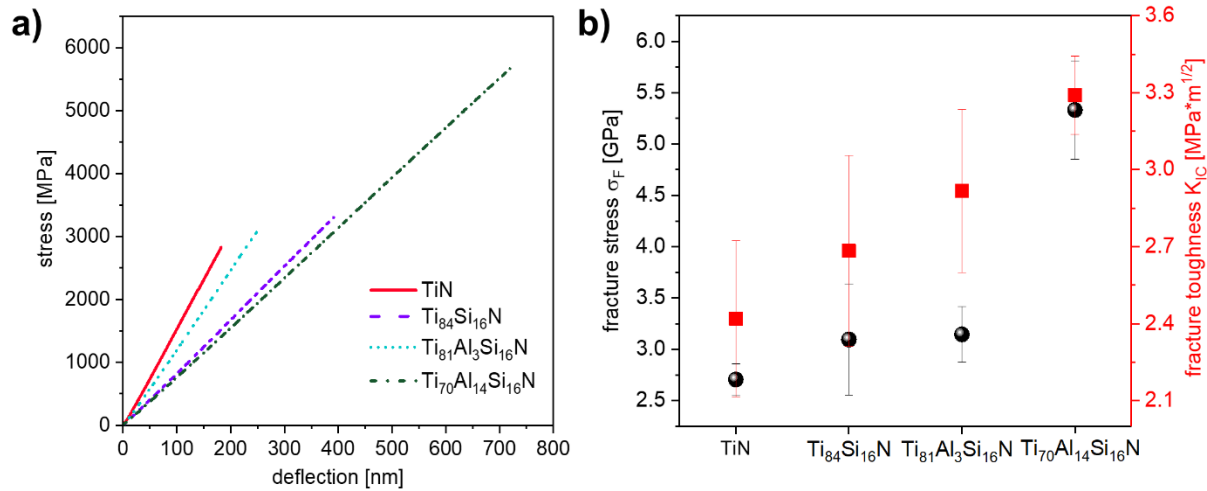 a)
6000
5000
4000
3000
2000
1000
0
stress [MPa]
0 100 200 300 400 500 600 700 800
deflection [nm]
TiN
Ti₈₄Si₁₆N
Ti₈₁Al₃Si₁₆N
Ti₇₀Al₁₄Si₁₆N
b)
6.0
5.5
5.0
4.5
4.0
3.5
3.0
2.5
fracture stress σ_F [GPa]
TiN Ti₈₄Si₁₆N Ti₈₁Al₃Si₁₆N Ti₇₀Al₁₄Si₁₆N
3.6
3.3
3.0
2.7
2.4
2.1
fracture toughness K_IC [MPa*m^1/2]